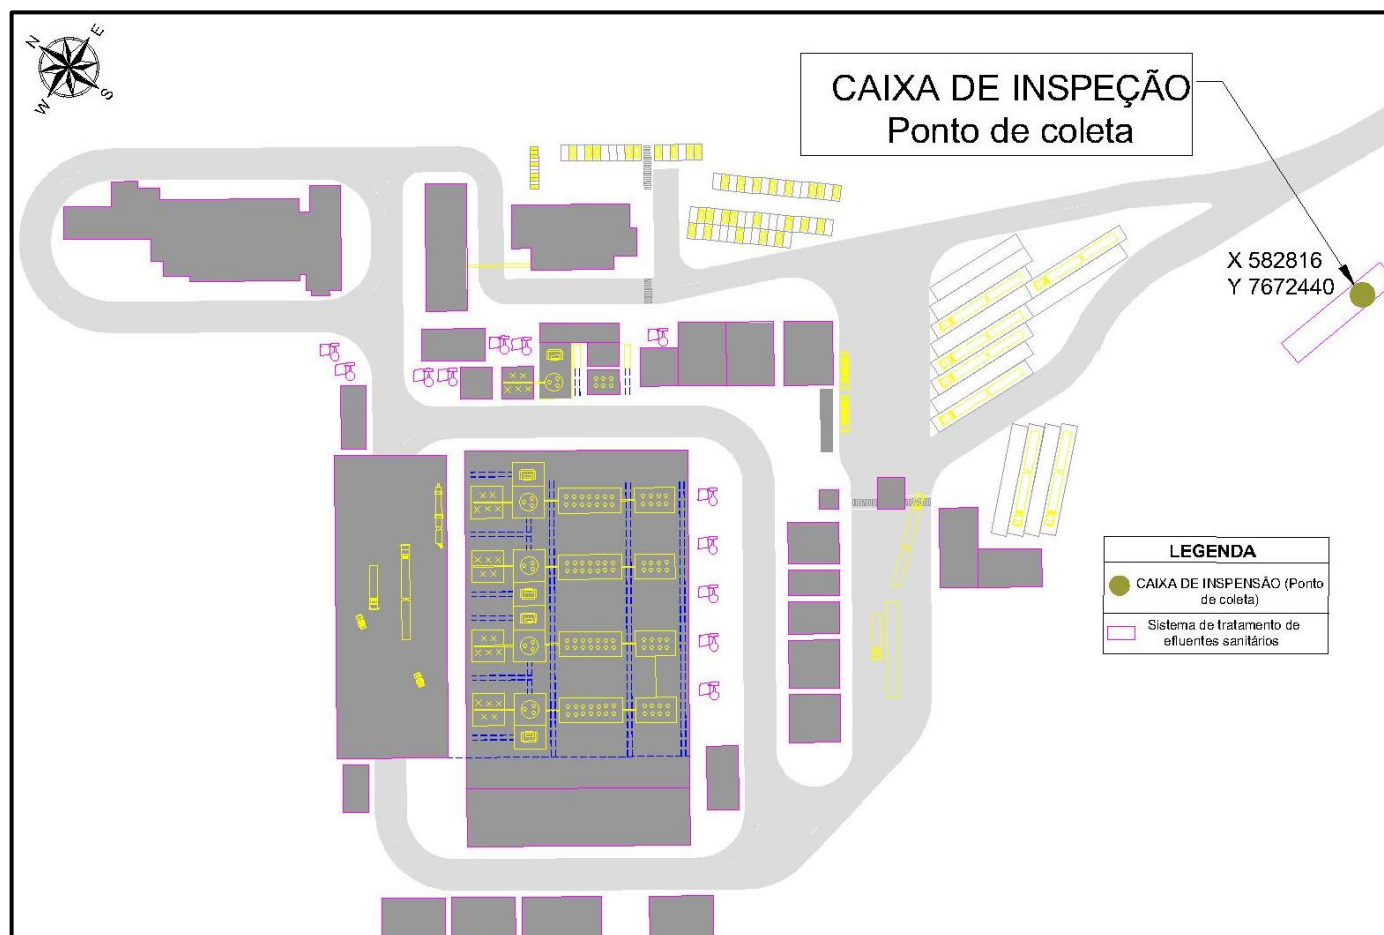 N
E
W
S
CAIXA DE INSPEÇÃO
Ponto de coleta
X 582816
Y 7672440
LEGENDA
CAIXA DE INSPENSÃO (Ponto
de coleta)
Sistema de tratamento de
efluentes sanitários